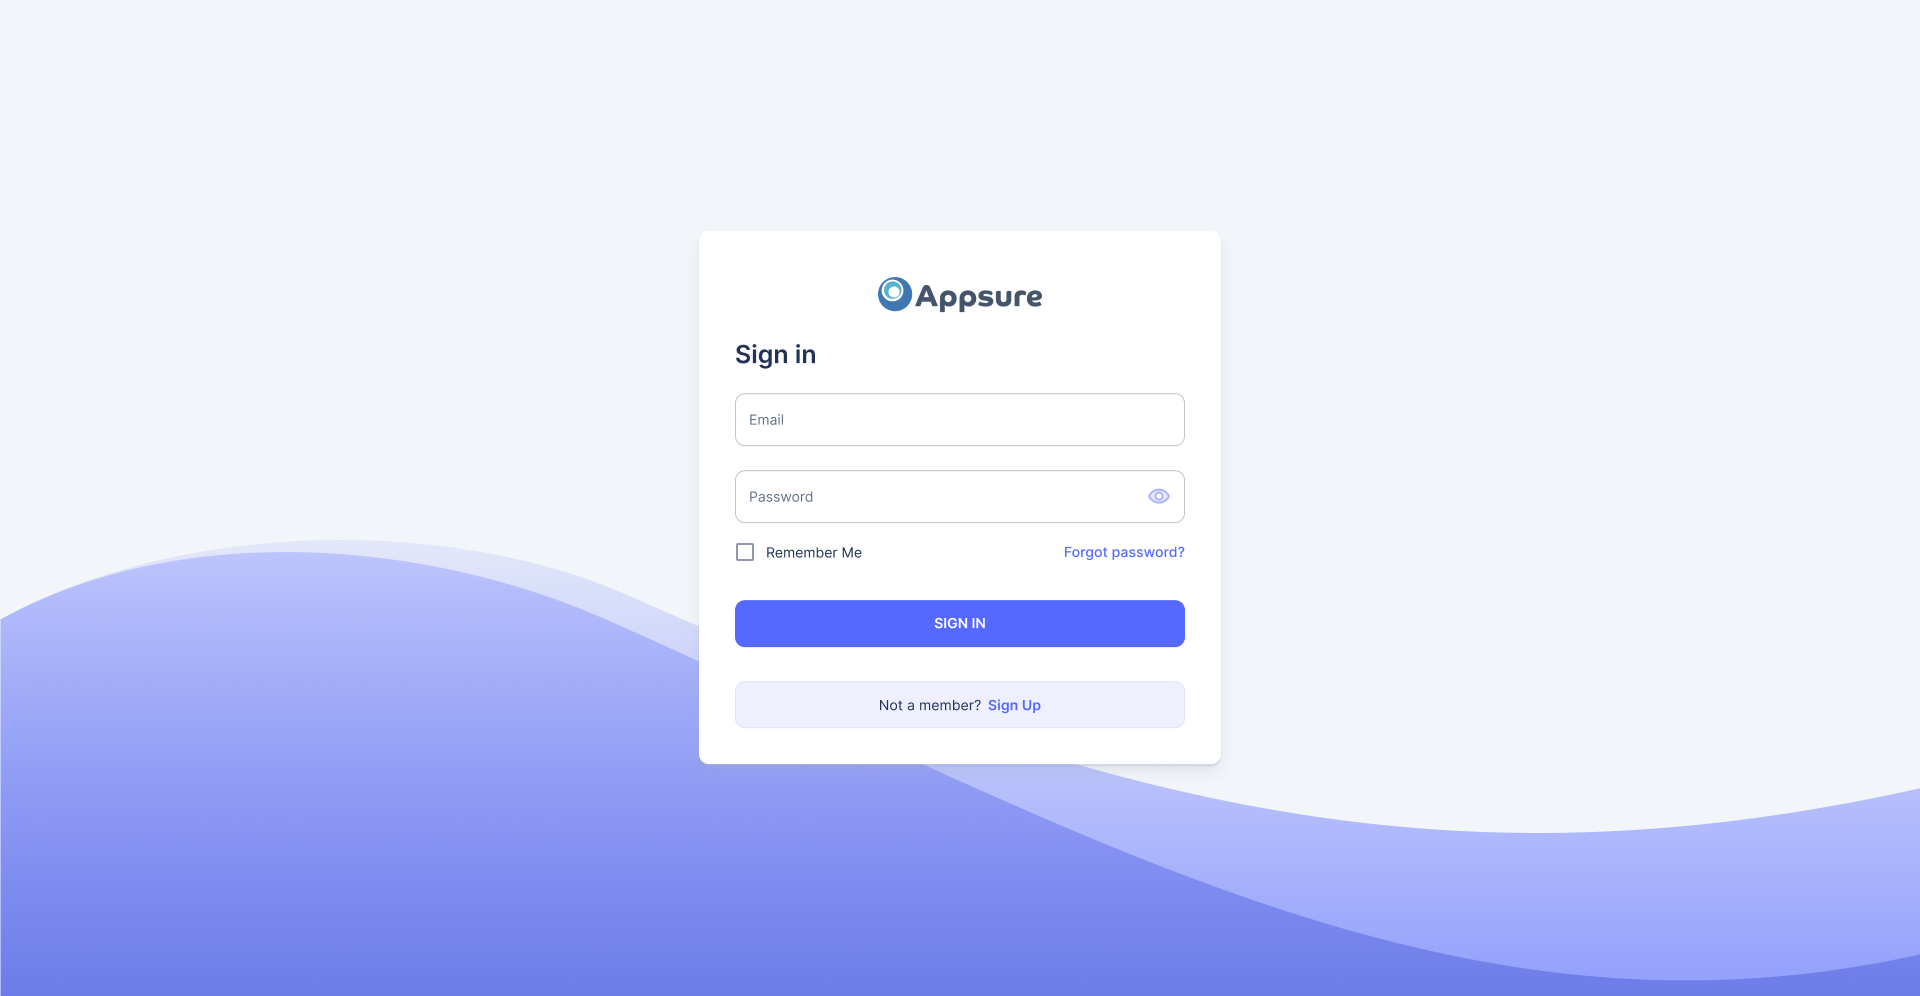 Appsure
Sign in
Email
Password
Remember Me
Forgot password?
SIGN IN
Not a member? Sign Up